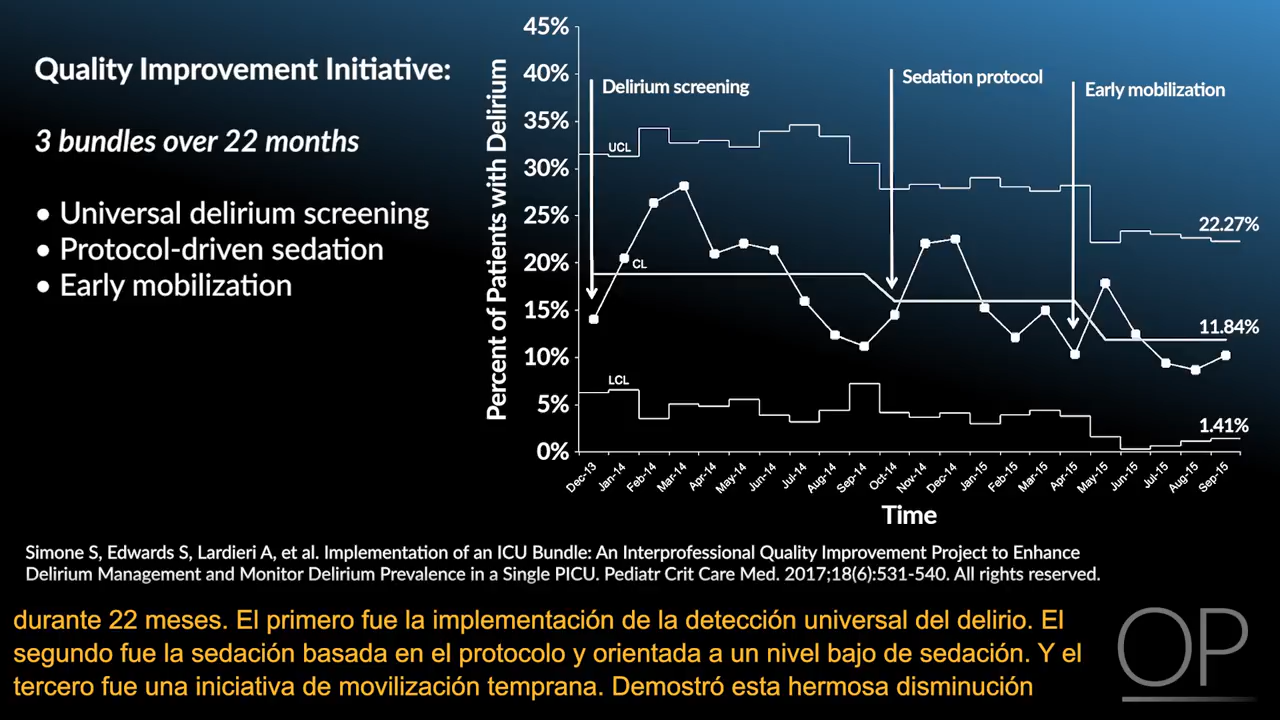 Quality Improvement Initiative:
3 bundles over 22 months
• Universal delirium screening
• Protocol-driven sedation
• Early mobilization
Percent of Patients with Delirium
45%
40%
35%
30%
25%
20%
15%
10%
5%
0%
Delirium screening
Sedation protocol
Early mobilization
UCL
CL
LCL
22.27%
11.84%
1.41%
Dec-13
Jan-14
Feb-14
Mar-14
Apr-14
May-14
Jun-14
Jul-14
Aug-14
Sep-14
Oct-14
Nov-14
Dec-14
Jan-15
Feb-15
Mar-15
Apr-15
May-15
Jun-15
Jul-15
Aug-15
Sep-15
Time
Simone S, Edwards S, Lardieri A, et al. Implementation of an ICU Bundle: An Interprofessional Quality Improvement Project to Enhance
Delirium Management and Monitor Delirium Prevalence in a Single PICU. Pediatr Crit Care Med. 2017;18(6):531-540. All rights reserved.
durante 22 meses. El primero fue la implementación de la detección universal del delirio. El
segundo fue la sedación basada en el protocolo y orientada a un nivel bajo de sedación. Y el
tercero fue una iniciativa de movilización temprana. Demostró esta hermosa disminución
OP